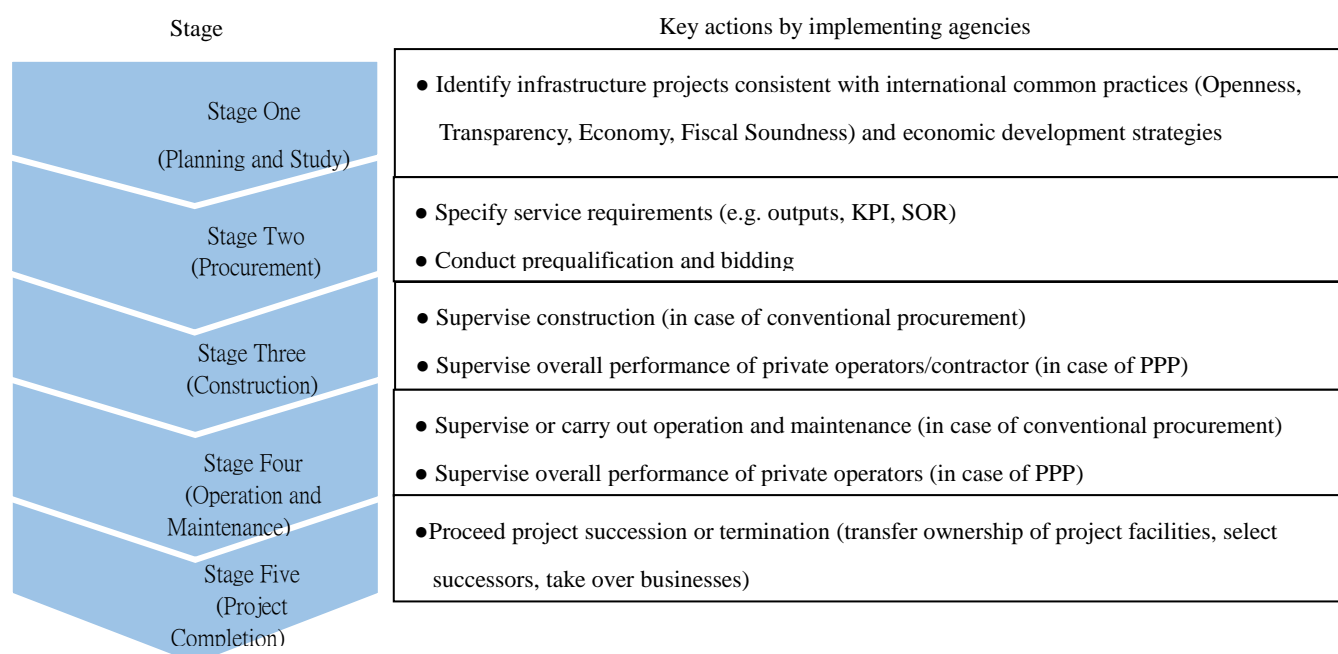 Stage
Key actions by implementing agencies
Stage One
(Planning and Study)
● Identify infrastructure projects consistent with international common practices (Openness,
Transparency, Economy, Fiscal Soundness) and economic development strategies
Stage Two
(Procurement)
● Specify service requirements (e.g. outputs, KPI, SOR)
● Conduct prequalification and bidding
Stage Three
(Construction)
● Supervise construction (in case of conventional procurement)
● Supervise overall performance of private operators/contractor (in case of PPP)
Stage Four
(Operation and
Maintenance)
● Supervise or carry out operation and maintenance (in case of conventional procurement)
● Supervise overall performance of private operators (in case of PPP)
Stage Five
(Project
Completion)
●Proceed project succession or termination (transfer ownership of project facilities, select
successors, take over businesses)